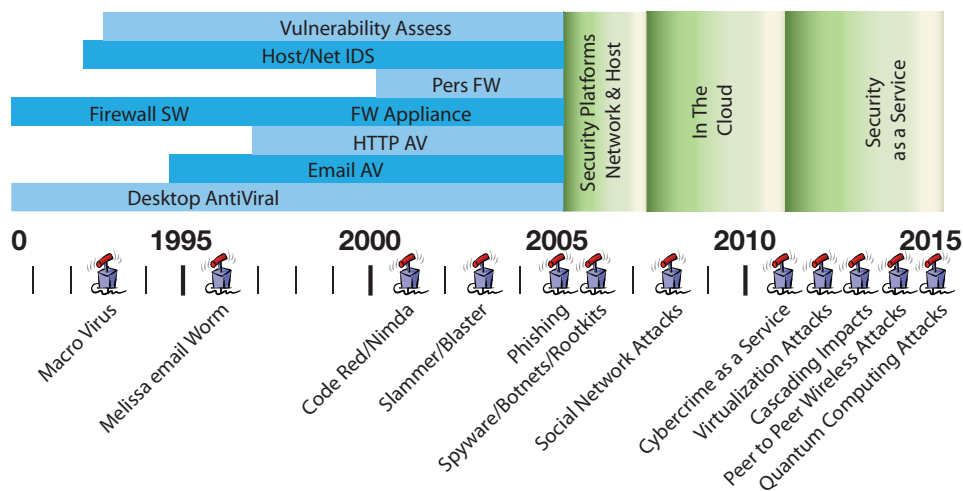 Vulnerability Assess
Host/Net IDS
Pers FW
Firewall SW
FW Appliance
HTTP AV
Email AV
Desktop AntiViral
Security Platforms
Network & Host
In The
Cloud
Security
as a Service
0
1995
2000
2005
2010
2015
Macro Virus
Melissa email Worm
Code Red/Nimda
Slammer/Blaster
Phishing
Spyware/Botnets/Rootkits
Social Network Attacks
Cybercrime as a Service
Virtualization Attacks
Cascading Impacts
Peer to Peer Wireless Attacks
Quantum Computing Attacks